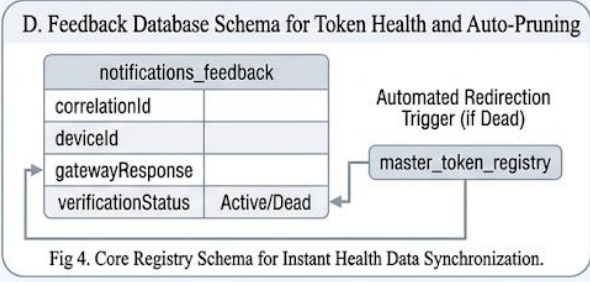 D. Feedback Database Schema for Token Health and Auto-Pruning
notifications_feedback
correlationId
deviceId
gatewayResponse
verificationStatus Active/Dead
Automated Redirection
Trigger (if Dead)
master_token_registry
Fig 4. Core Registry Schema for Instant Health Data Synchronization.